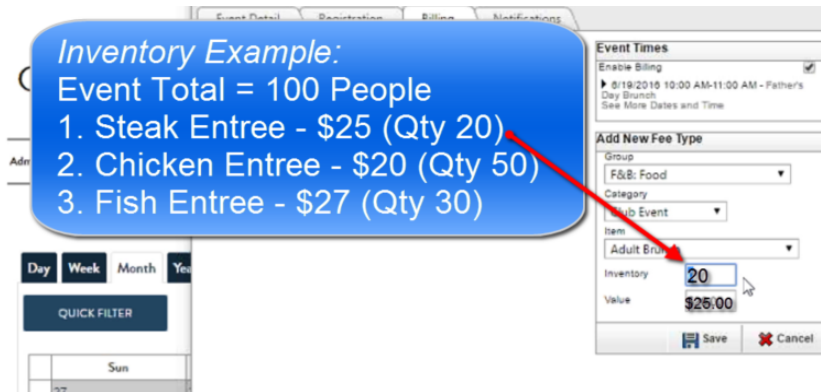 Event Detail Registration Billing Notifications
Inventory Example:
Event Total = 100 People
1. Steak Entree - $25 (Qty 20)
2. Chicken Entree - $20 (Qty 50)
3. Fish Entree - $27 (Qty 30)
Event Times
Enable Billing
6/19/2016 10:00 AM-11:00 AM - Father's
Day Brunch
See More Dates and Time
Add New Fee Type
Group
F&B: Food
Category
Club Event
Item
Adult Brunch
Inventory
20
Value
$25.00
Save Cancel
Day Week Month
QUICK FILTER
Sun
27